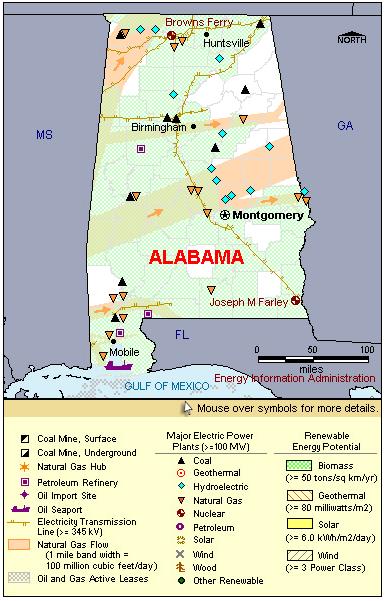 Browns Ferry
Huntsville
NORTH
MS
Birmingham
GA
Montgomery
ALABAMA
Joseph M Farley
FL
Mobile
0 50 100
miles
Energy Information Administration
GULF OF MEXICO
Mouse over symbols for more details.
Coal Mine, Surface
Coal Mine, Underground
Natural Gas Hub
Petroleum Refinery
Oil Import Site
Oil Seaport
Electricity Transmission
Line (>= 345 kV)
Natural Gas Flow
(1 mile band width =
100 million cubic feet/day)
Oil and Gas Active Leases
Major Electric Power
Plants (>=100 MW)
Coal
Geothermal
Hydroelectric
Natural Gas
Nuclear
Petroleum
Solar
Wind
Wood
Other Renewable
Renewable
Energy Potential
Biomass
(>= 50 tons/sq km/yr)
Geothermal
(>= 80 milliwatts/m2)
Solar
(>= 6.0 kWh/m2/day)
Wind
(>= 3 Power Class)